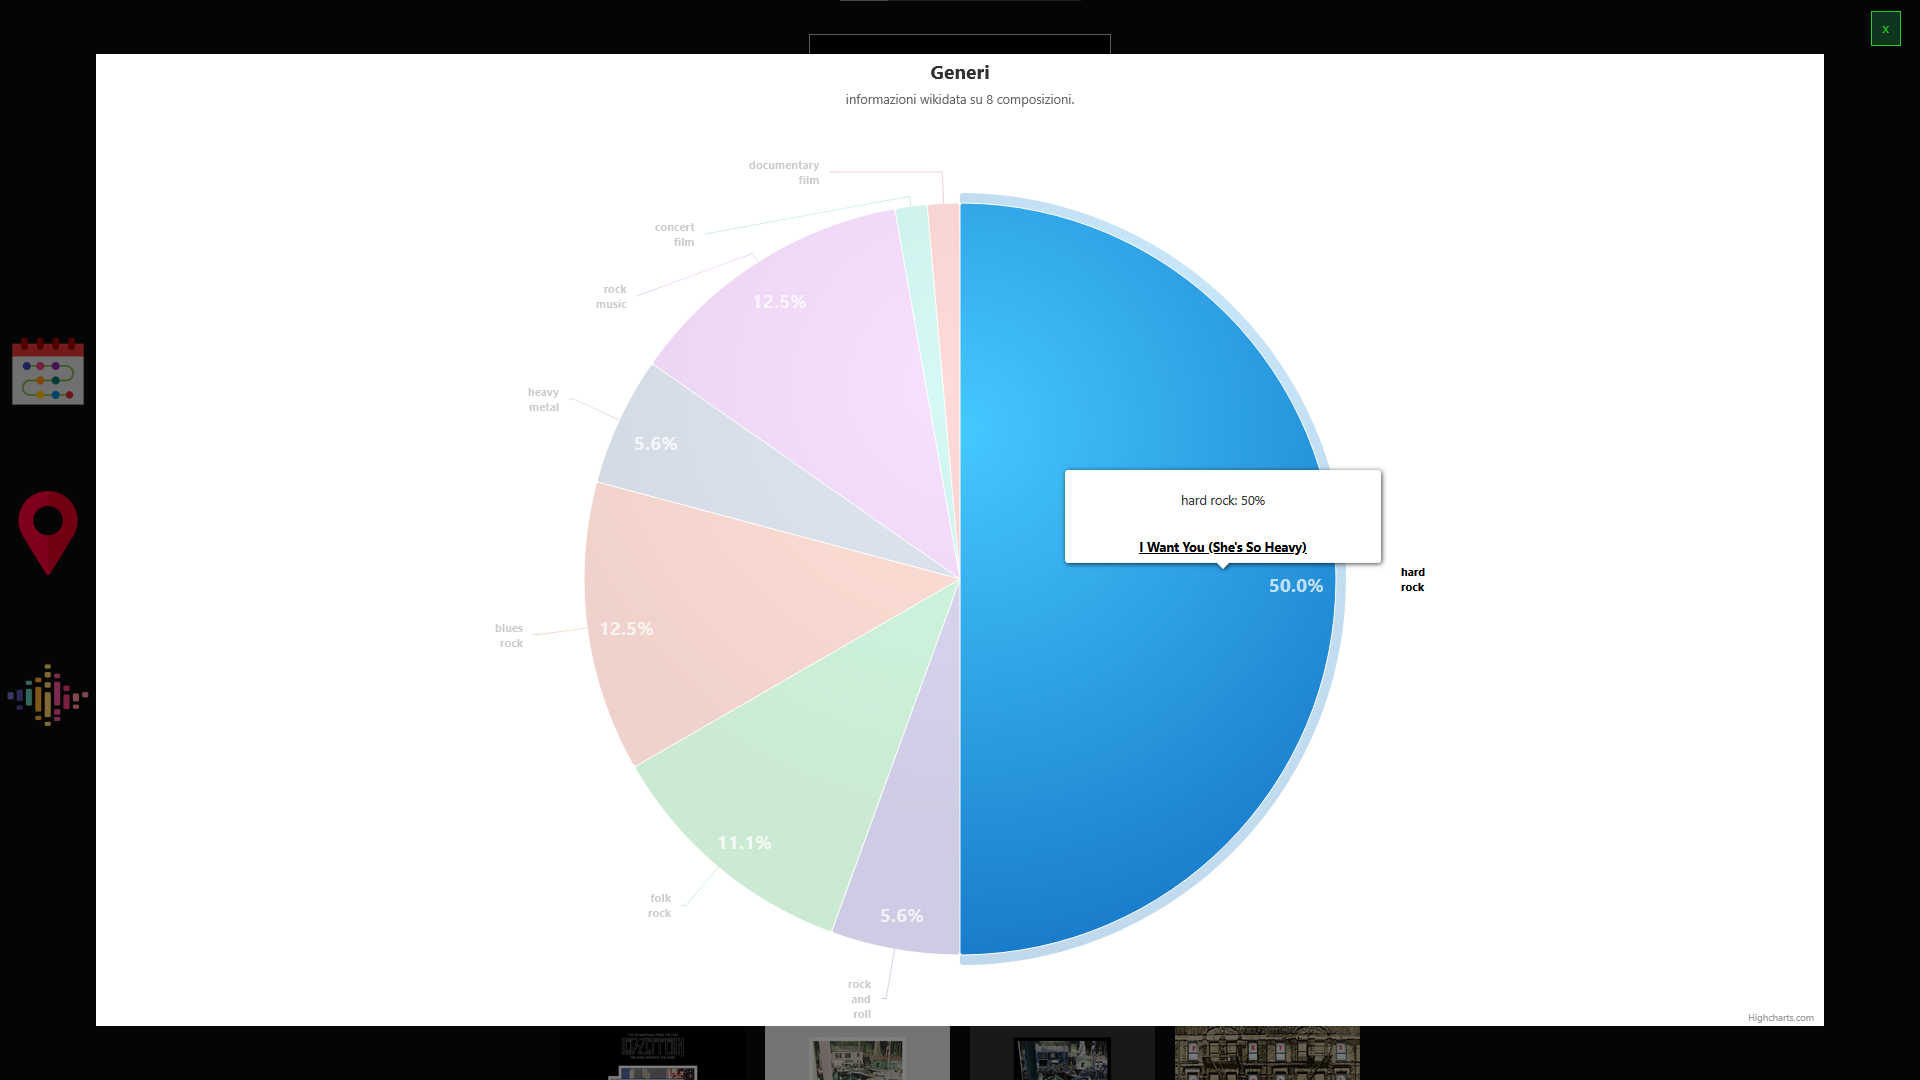 x
Generi
informazioni wikidata su 8 composizioni.
documentary
film
concert
film
rock
music
12.5%
heavy
metal
5.6%
hard rock: 50%
I Want You (She's So Heavy)
50.0%
hard
rock
blues
rock
12.5%
11.1%
folk
rock
5.6%
rock
and
roll
Highcharts.com
LED ZEPPELIN